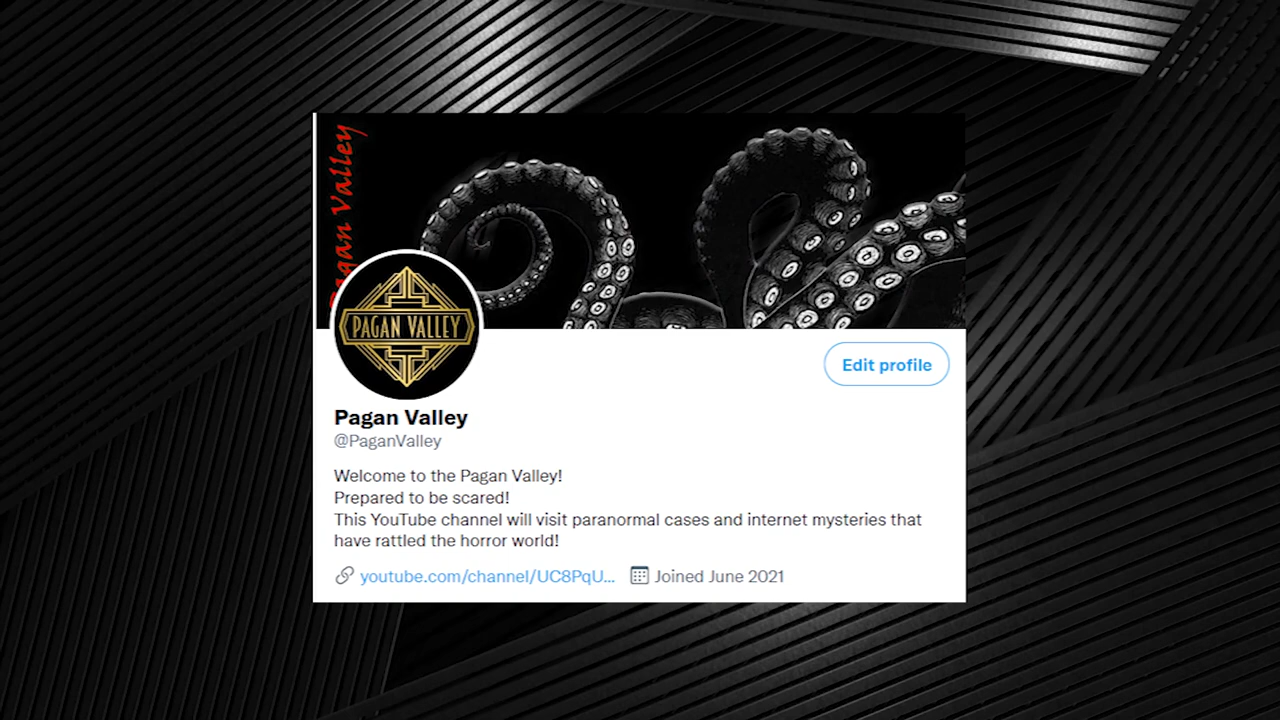 Pagan Valley
PAGAN VALLEY
Edit profile
Pagan Valley
@PaganValley
Welcome to the Pagan Valley!
Prepared to be scared!
This YouTube channel will visit paranormal cases and internet mysteries that
have rattled the horror world!
youtube.com/channel/UC8PqU... Joined June 2021